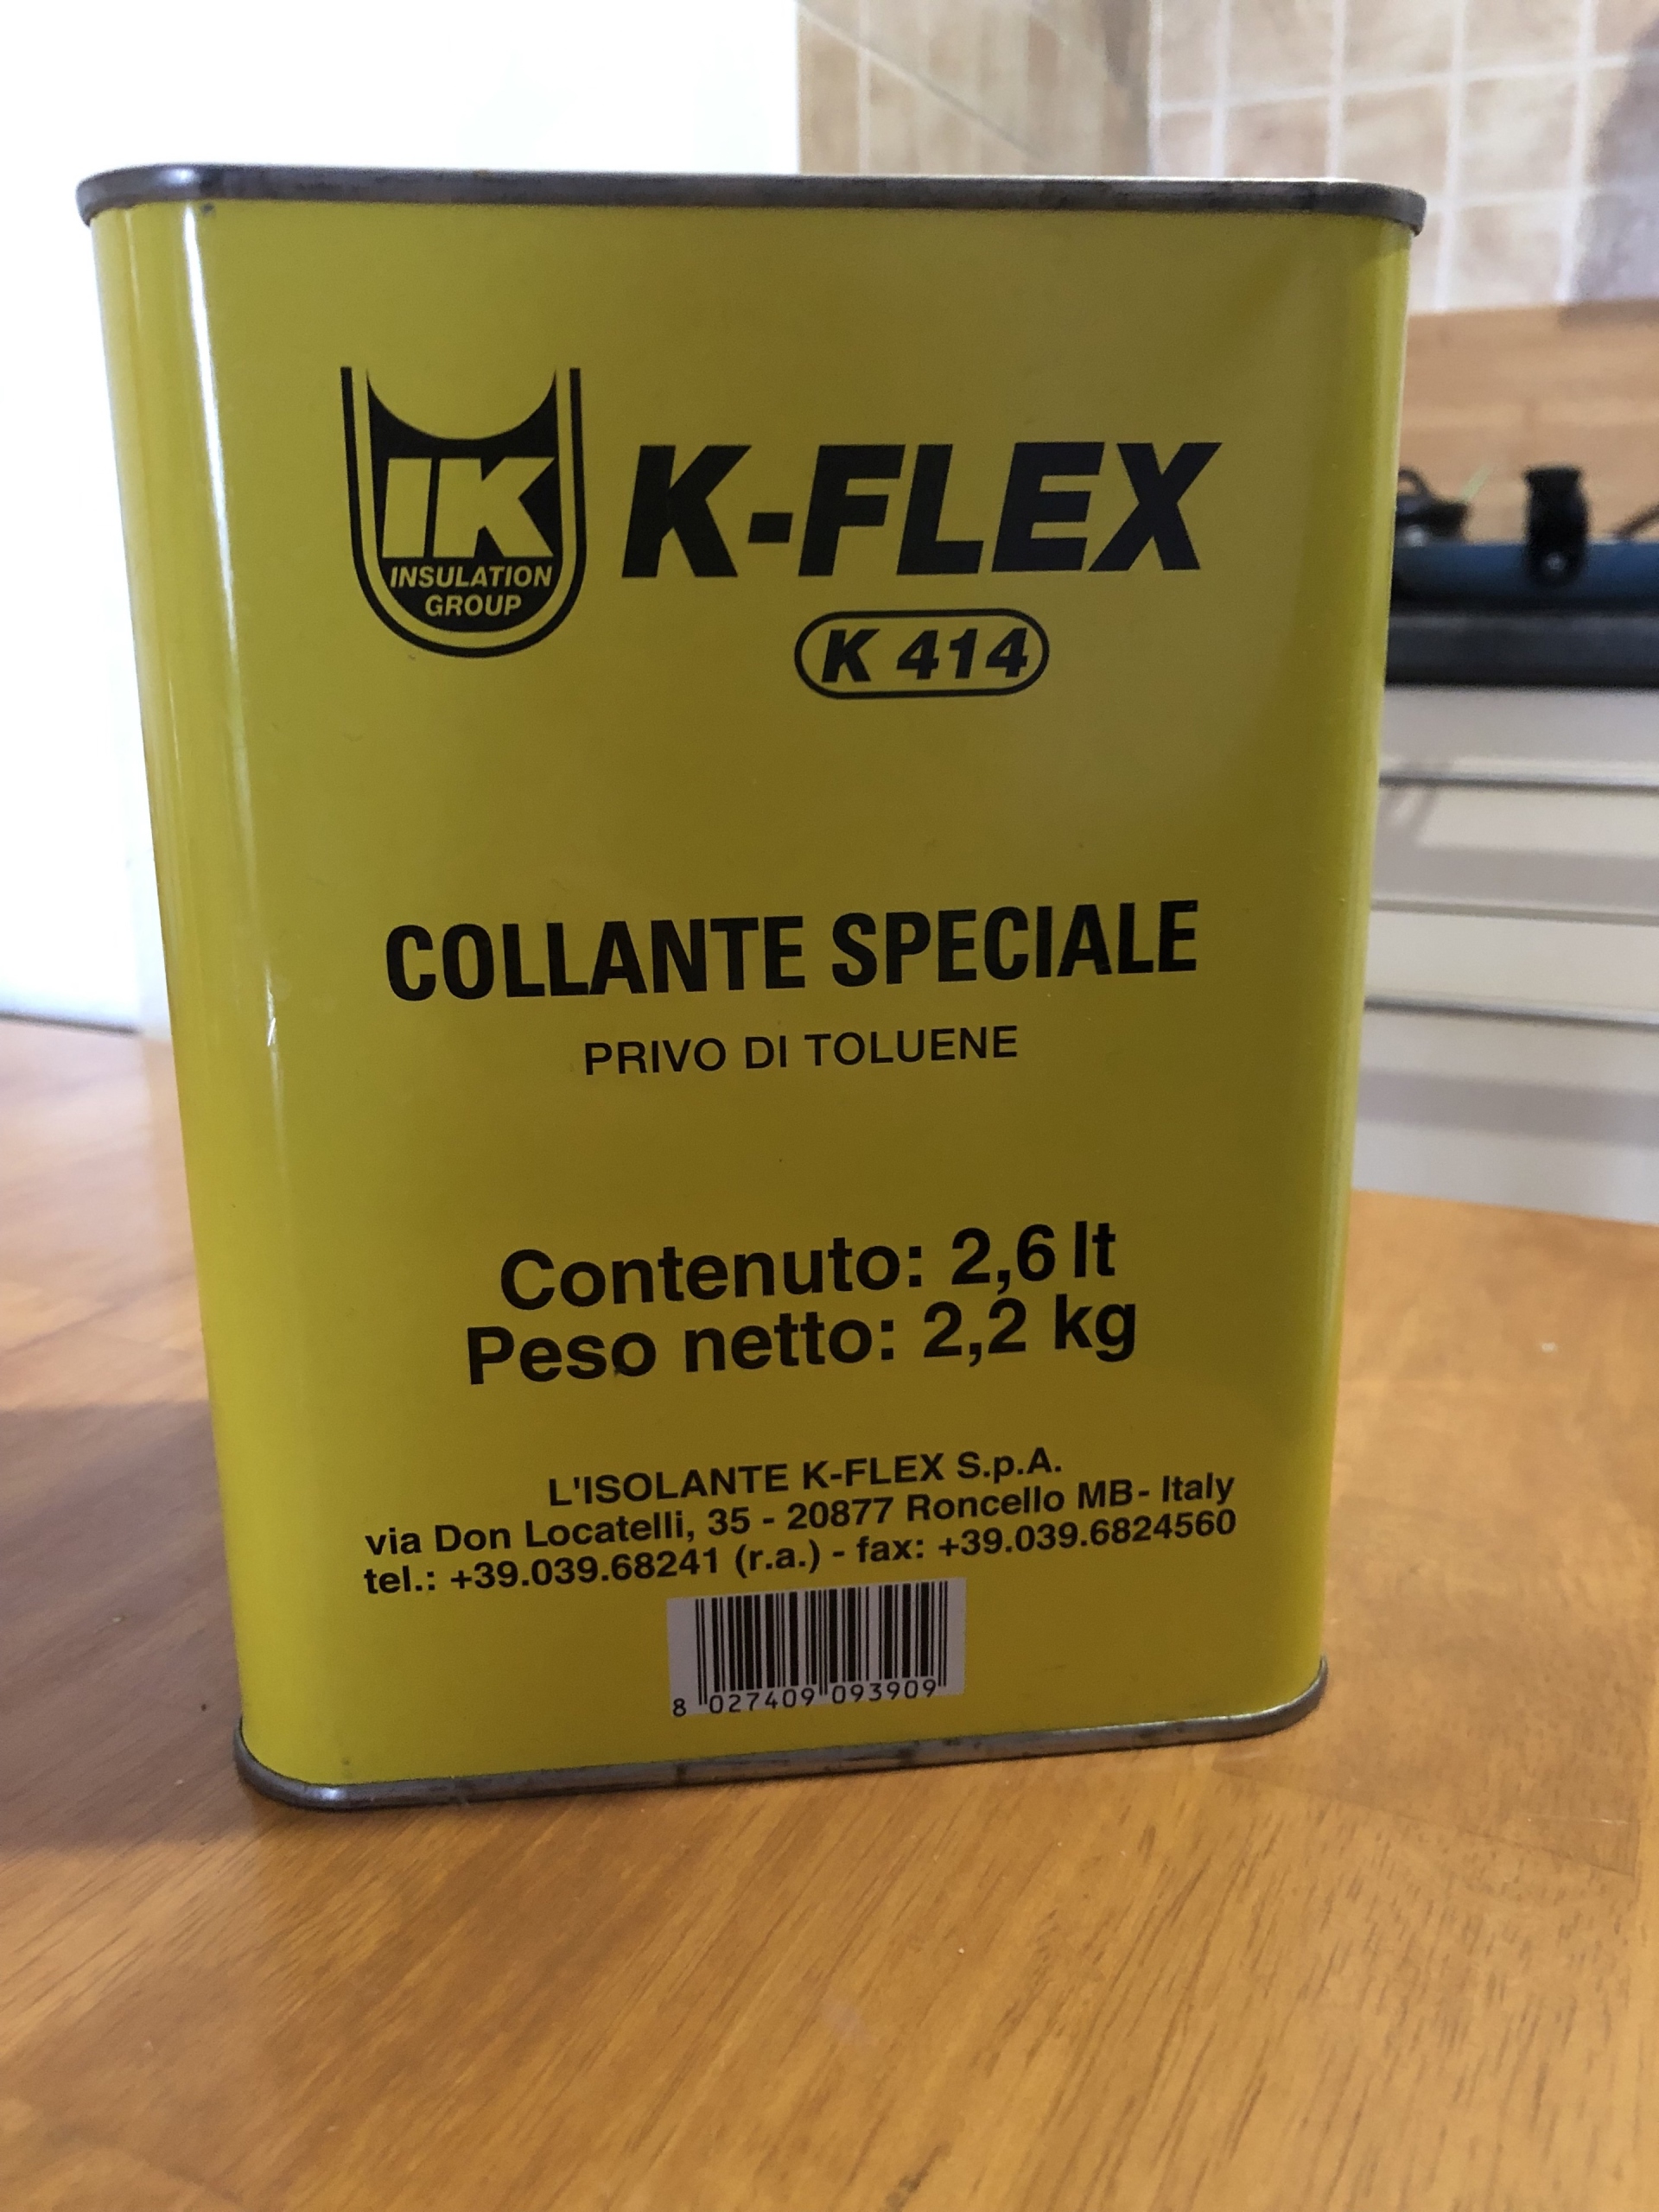 IK
INSULATION
GROUP
K-FLEX
K 414
COLLANTE SPECIALE
PRIVO DI TOLUENE
Contenuto: 2,6 lt
Peso netto: 2,2 kg
L'ISOLANTE K-FLEX S.p.A.
via Don Locatelli, 35 - 20877 Roncello MB- Italy
tel.: +39.039.68241 (r.a.) - fax: +39.039.6824560
8 027409 093909